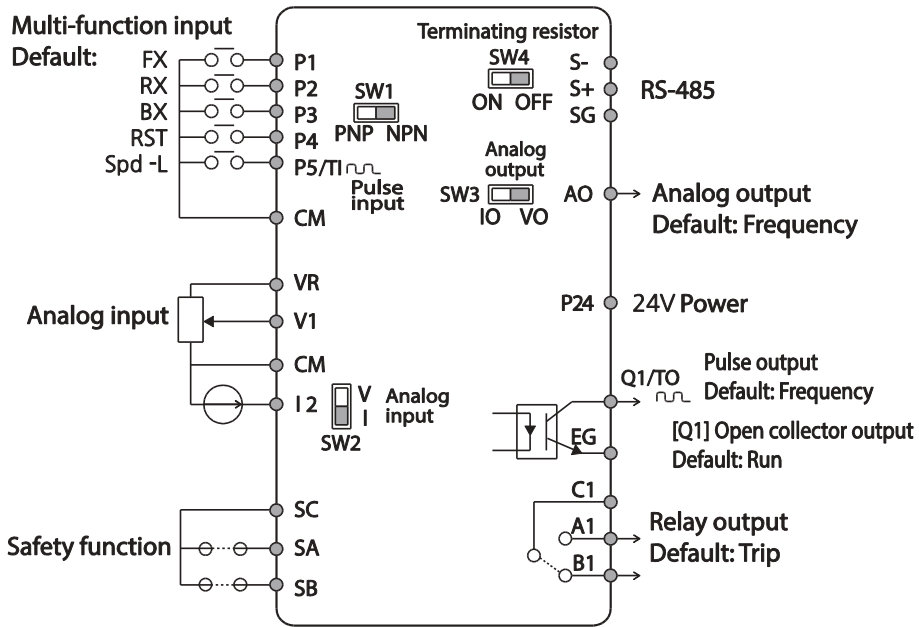 Multi-function input
Default:
FX
RX
BX
RST
Spd -L
P1
P2
P3
P4
P5/TI
CM
SW1
PNP NPN
Pulse
input
Terminating resistor
SW4
ON OFF
S-
S+
SG
RS-485
Analog
output
SW3
IO VO
AO
Analog output
Default: Frequency
Analog input
VR
V1
CM
I 2
V
I
SW2
Analog
input
P24
24V Power
Q1/TO
Pulse output
Default: Frequency
EG
[Q1] Open collector output
Default: Run
Safety function
SC
SA
SB
C1
A1
B1
Relay output
Default: Trip